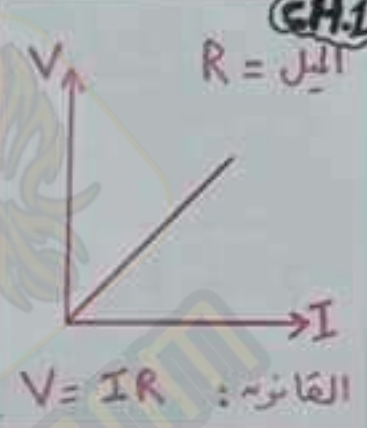 CH.1
V
R = الميل
I
القانون : V = IR